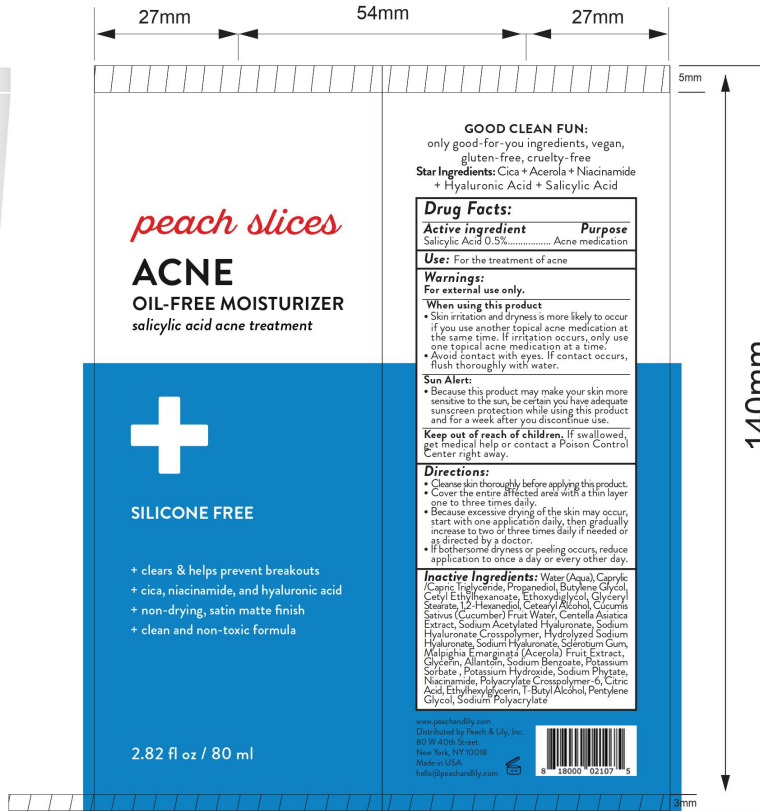 27mm
54mm
27mm
5mm
140mm
3mm
peach slices
ACNE
OIL-FREE MOISTURIZER
salicylic acid acne treatment
SILICONE FREE
+ clears & helps prevent breakouts
+ cica, niacinamide, and hyaluronic acid
+ non-drying, satin matte finish
+ clean and non-toxic formula
2.82 fl oz / 80 ml
GOOD CLEAN FUN:
only good-for-you ingredients, vegan,
gluten-free, cruelty-free
Star Ingredients: Cica + Acerola + Niacinamide
+ Hyaluronic Acid + Salicylic Acid
Drug Facts:
Active ingredient Purpose
Salicylic Acid 0.5%................. Acne medication
Use: For the treatment of acne
Warnings:
For external use only.
When using this product
• Skin irritation and dryness is more likely to occur
if you use another topical acne medication at
the same time. If irritation occurs, only use
one topical acne medication at a time.
• Avoid contact with eyes. If contact occurs,
flush thoroughly with water.
Sun Alert:
• Because this product may make your skin more
sensitive to the sun, be certain you have adequate
sunscreen protection while using this product
and for a week after you discontinue use.
Keep out of reach of children. If swallowed,
get medical help or contact a Poison Control
Center right away.
Directions:
• Cleanse skin thoroughly before applying this product.
• Cover the entire affected area with a thin layer
one to three times daily.
• Because excessive drying of the skin may occur,
start with one application daily, then gradually
increase to two or three times daily if needed or
as directed by a doctor.
• If bothersome dryness or peeling occurs, reduce
application to once a day or every other day.
Inactive Ingredients: Water (Aqua), Caprylic
/Capric Triglyceride, Propanediol, Butylene Glycol,
Cetyl Ethylhexanoate, Ethoxydiglycol, Glyceryl
Stearate, 1,2-Hexanediol, Cetearyl Alcohol, Cucumis
Sativus (Cucumber) Fruit Water, Centella Asiatica
Extract, Sodium Acetylated Hyaluronate, Sodium
Hyaluronate Crosspolymer, Hydrolyzed Sodium
Hyaluronate, Sodium Hyaluronate, Sclerotium Gum,
Malpighia Emarginata (Acerola) Fruit Extract,
Glycerin, Allantoin, Sodium Benzoate, Potassium
Sorbate , Potassium Hydroxide, Sodium Phytate,
Niacinamide, Polyacrylate Crosspolymer-6, Citric
Acid, Ethylhexylglycerin, T-Butyl Alcohol, Pentylene
Glycol, Sodium Polyacrylate
www.peachandlily.com
Distributed by Peach & Lily, Inc.
80 W 40th Street
New York, NY 10018
Made in USA
hello@peachandlily.com
8 18000 02107 5